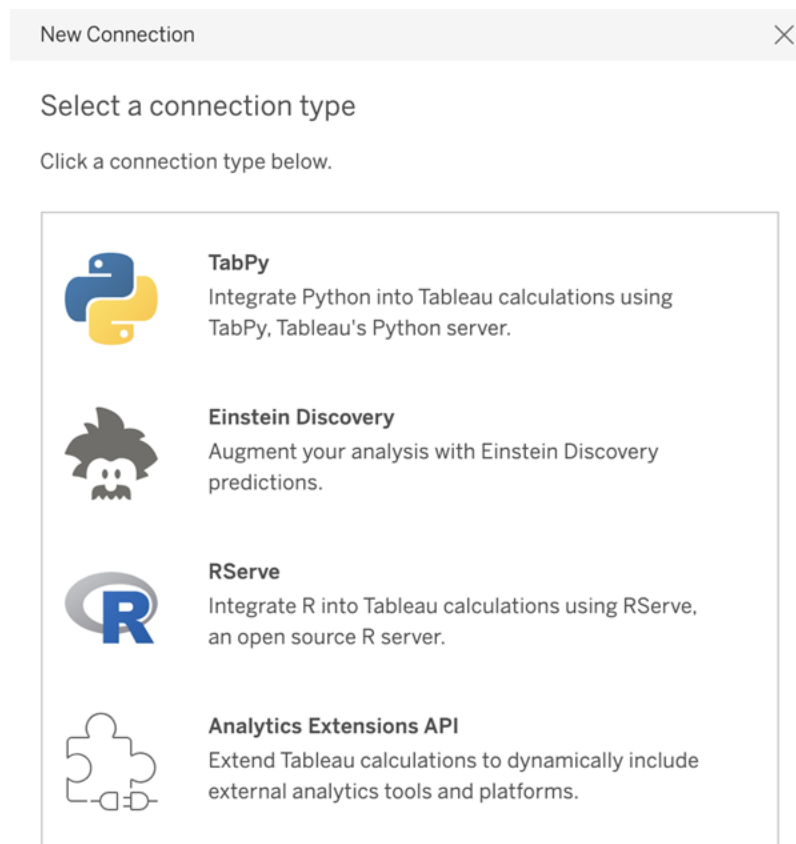 New Connection
Select a connection type
Click a connection type below.
TabPy
Integrate Python into Tableau calculations using
TabPy, Tableau's Python server.
Einstein Discovery
Augment your analysis with Einstein Discovery
predictions.
R
RServe
Integrate R into Tableau calculations using RServe,
an open source R server.
Analytics Extensions API
Extend Tableau calculations to dynamically include
external analytics tools and platforms.